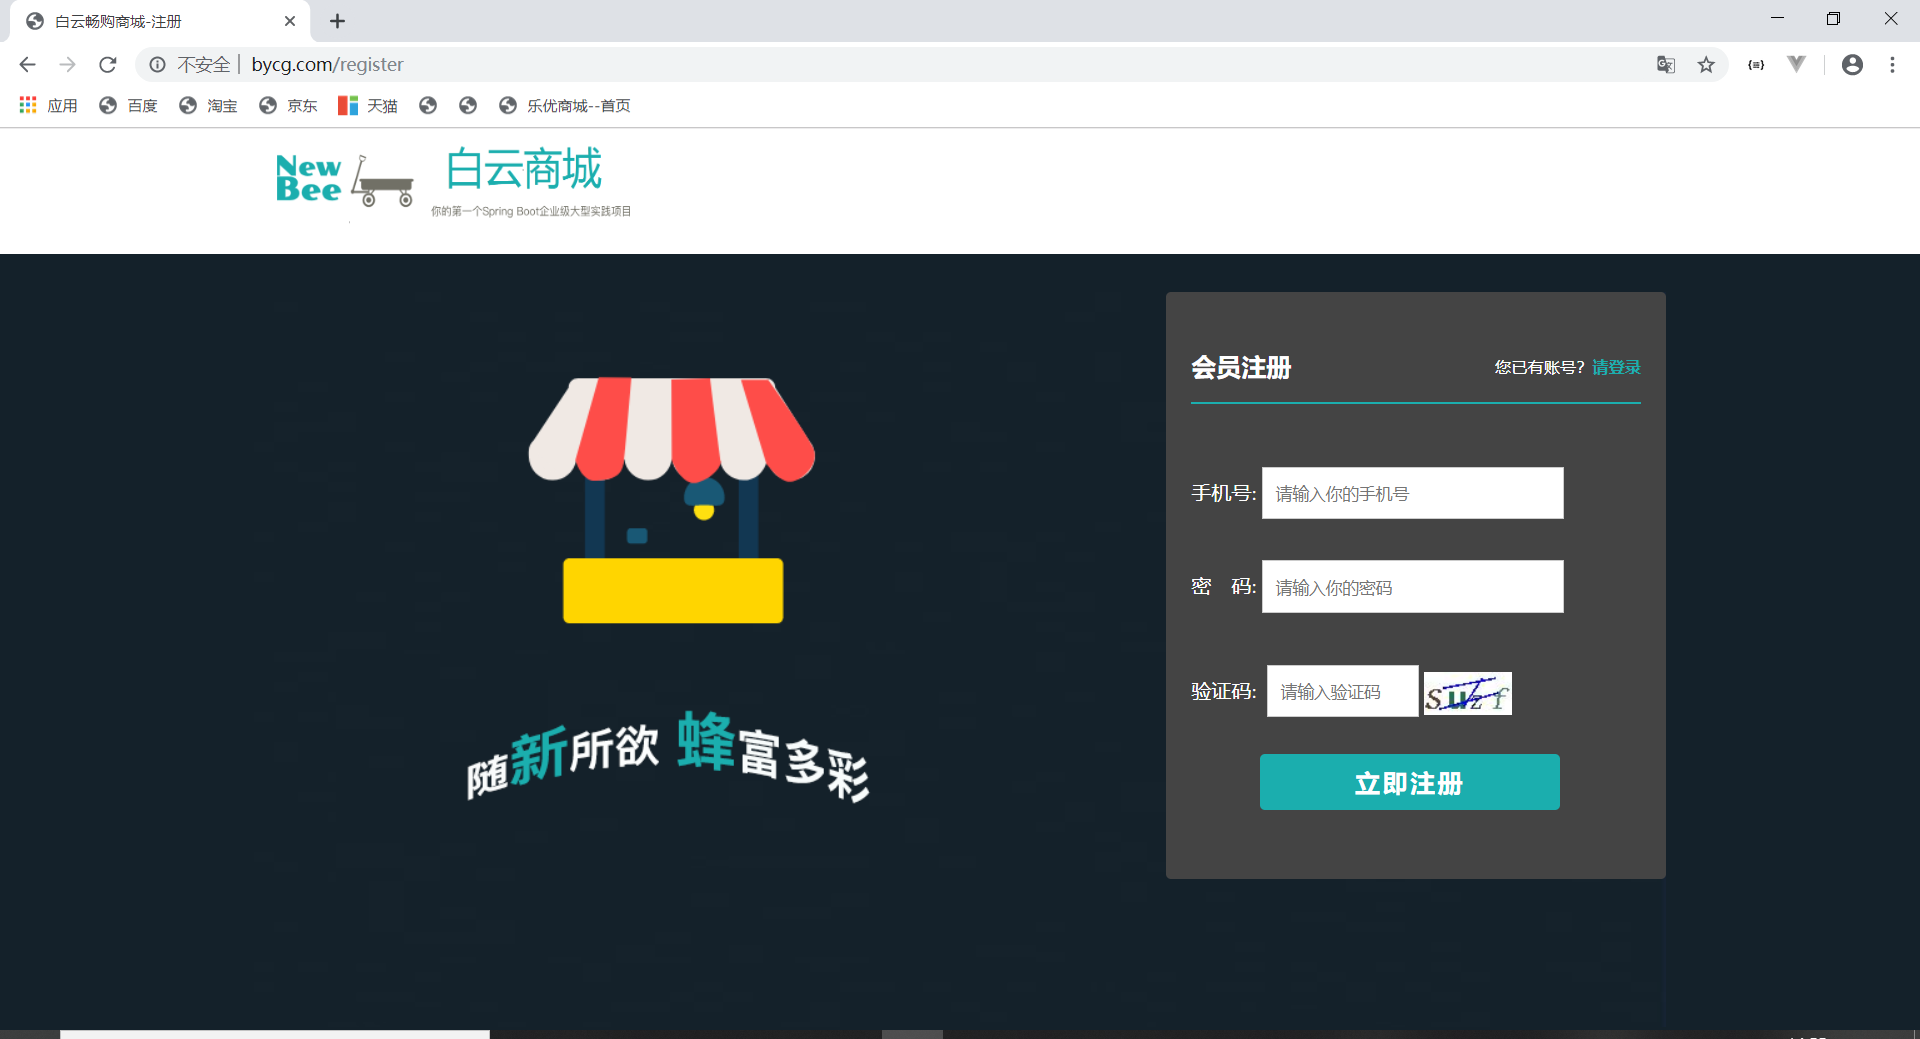 白云畅购商城-注册
不安全 | bycg.com/register
应用 百度 淘宝 京东 天猫 乐优商城--首页
New
Bee
白云商城
你的第一个Spring Boot企业级大型实践项目
会员注册 您已有账号? 请登录
手机号: 请输入你的手机号
密 码: 请输入你的密码
验证码: 请输入验证码 suzf
立即注册
随新所欲 蜂富多彩